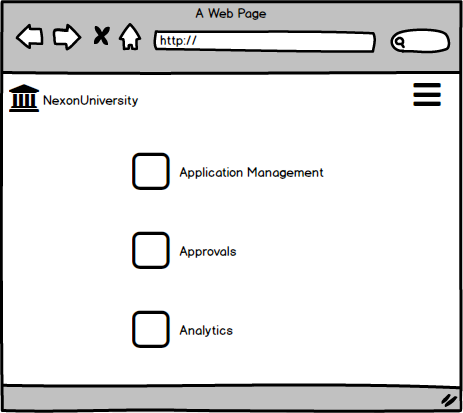 A Web Page
http://
NexonUniversity
Application Management
Approvals
Analytics